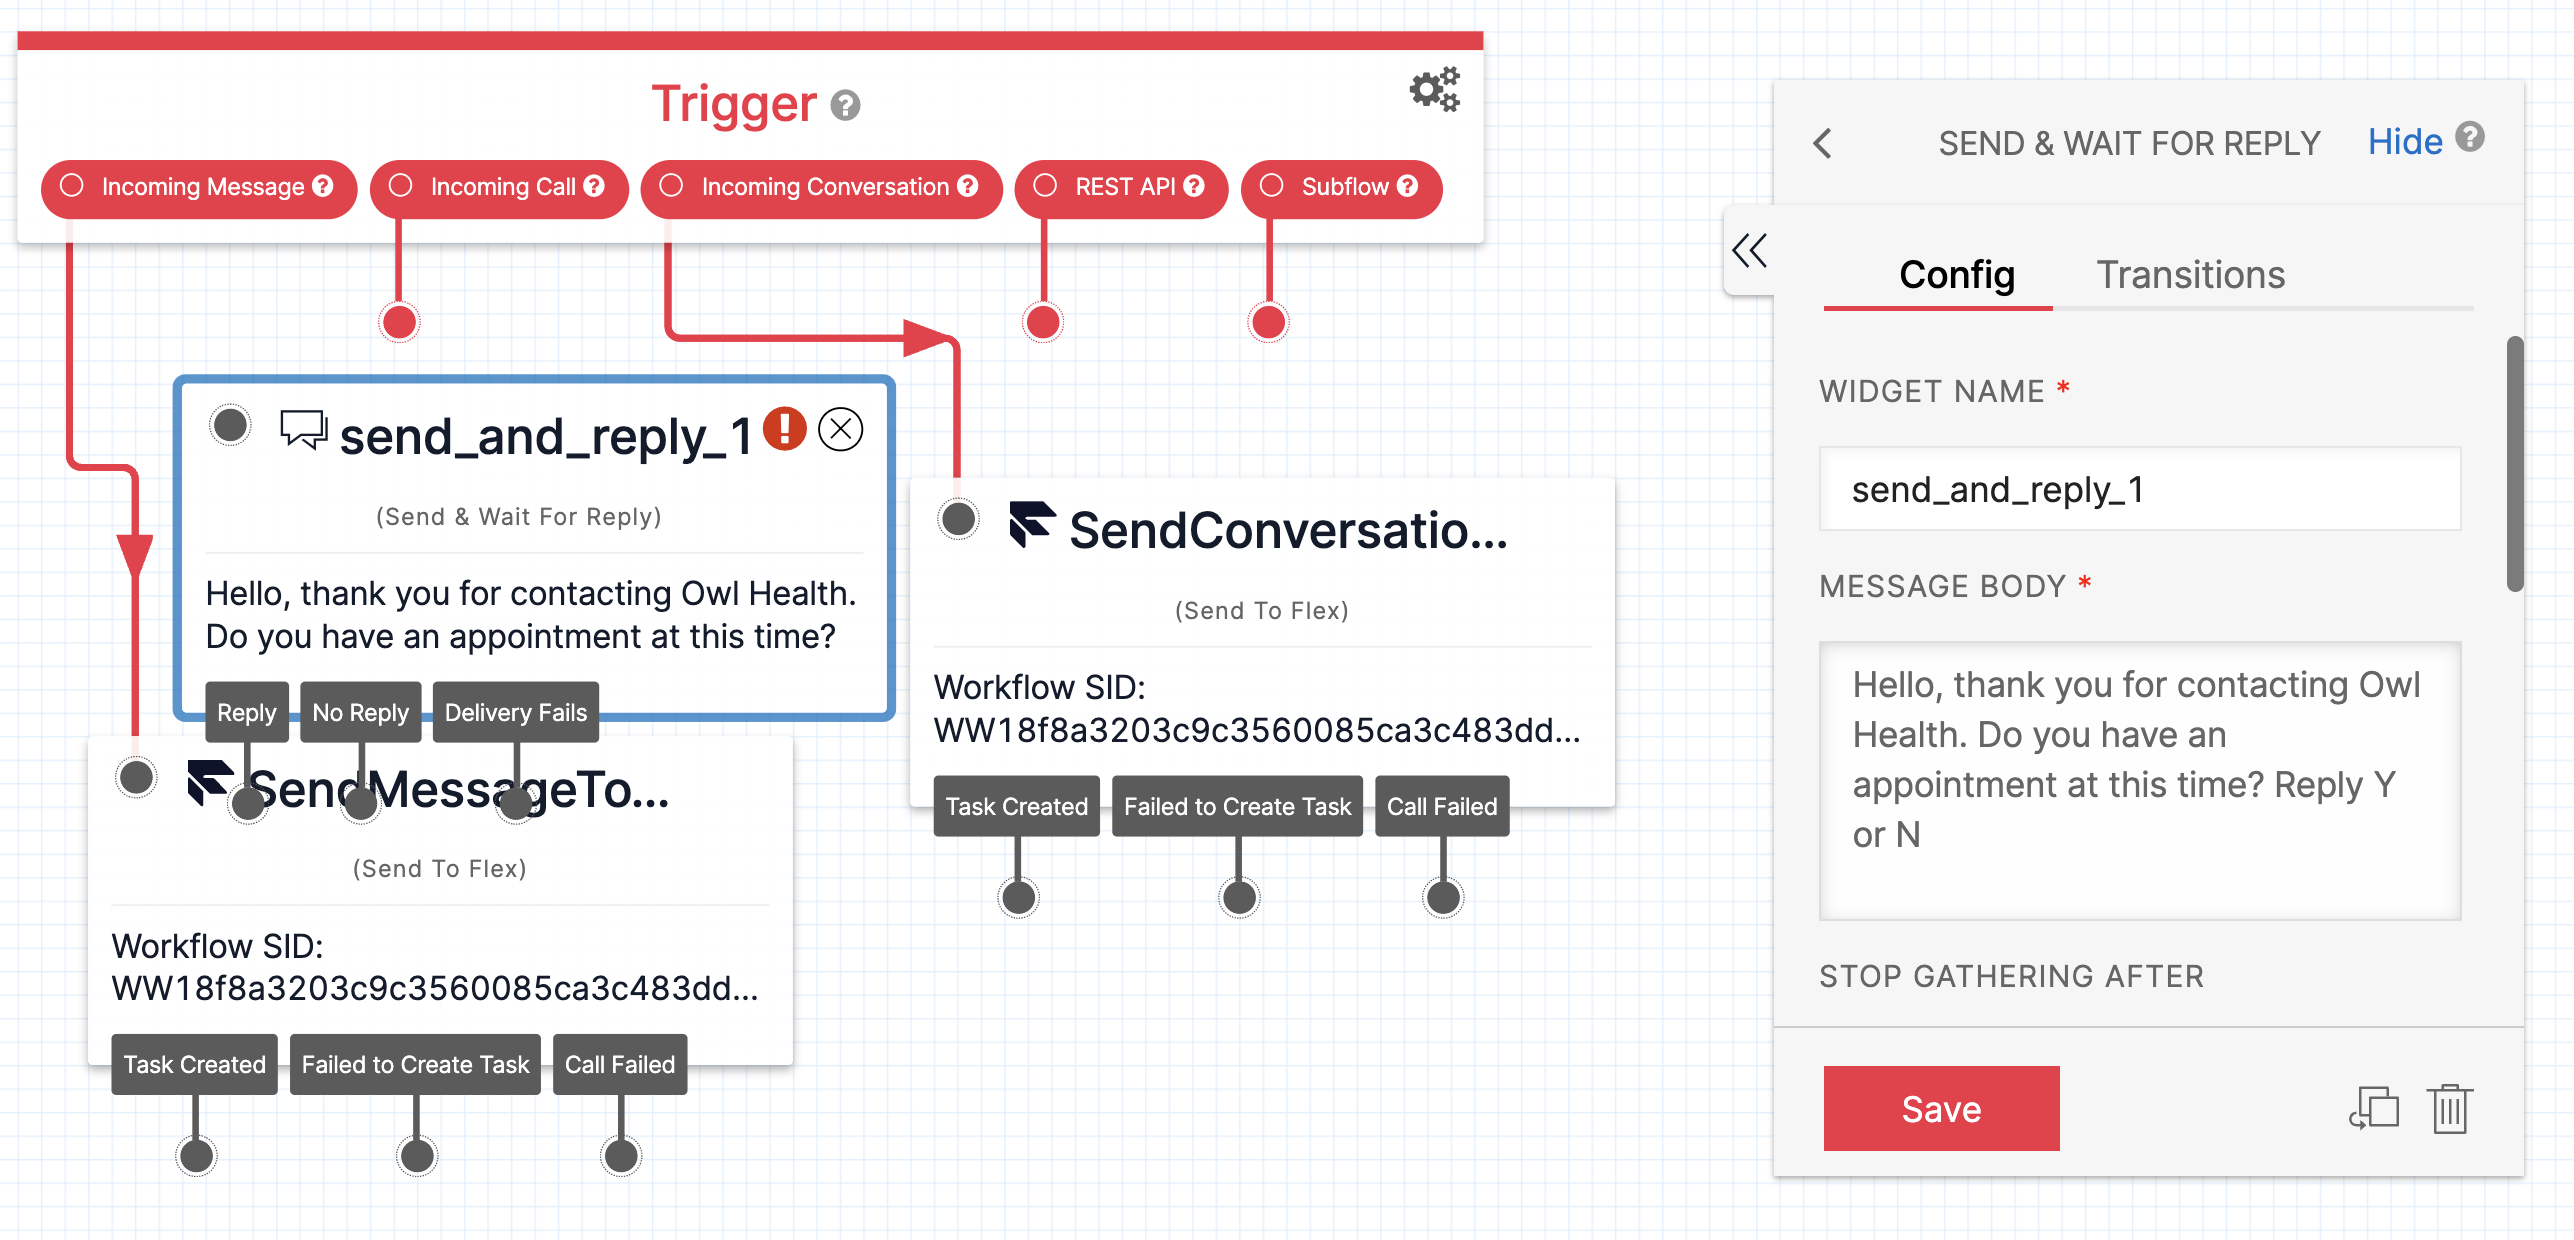 Trigger
Incoming Message
Incoming Call
Incoming Conversation
REST API
Subflow
send_and_reply_1
(Send & Wait For Reply)
Hello, thank you for contacting Owl Health.
Do you have an appointment at this time?
Reply
No Reply
Delivery Fails
SendMessageTo...
(Send To Flex)
Workflow SID:
WW18f8a3203c9c3560085ca3c483dd...
Task Created
Failed to Create Task
Call Failed
SendConversatio...
(Send To Flex)
Workflow SID:
WW18f8a3203c9c3560085ca3c483dd...
Task Created
Failed to Create Task
Call Failed
SEND & WAIT FOR REPLY
Hide
Config
Transitions
WIDGET NAME *
send_and_reply_1
MESSAGE BODY *
Hello, thank you for contacting Owl
Health. Do you have an
appointment at this time? Reply Y
or N
STOP GATHERING AFTER
Save